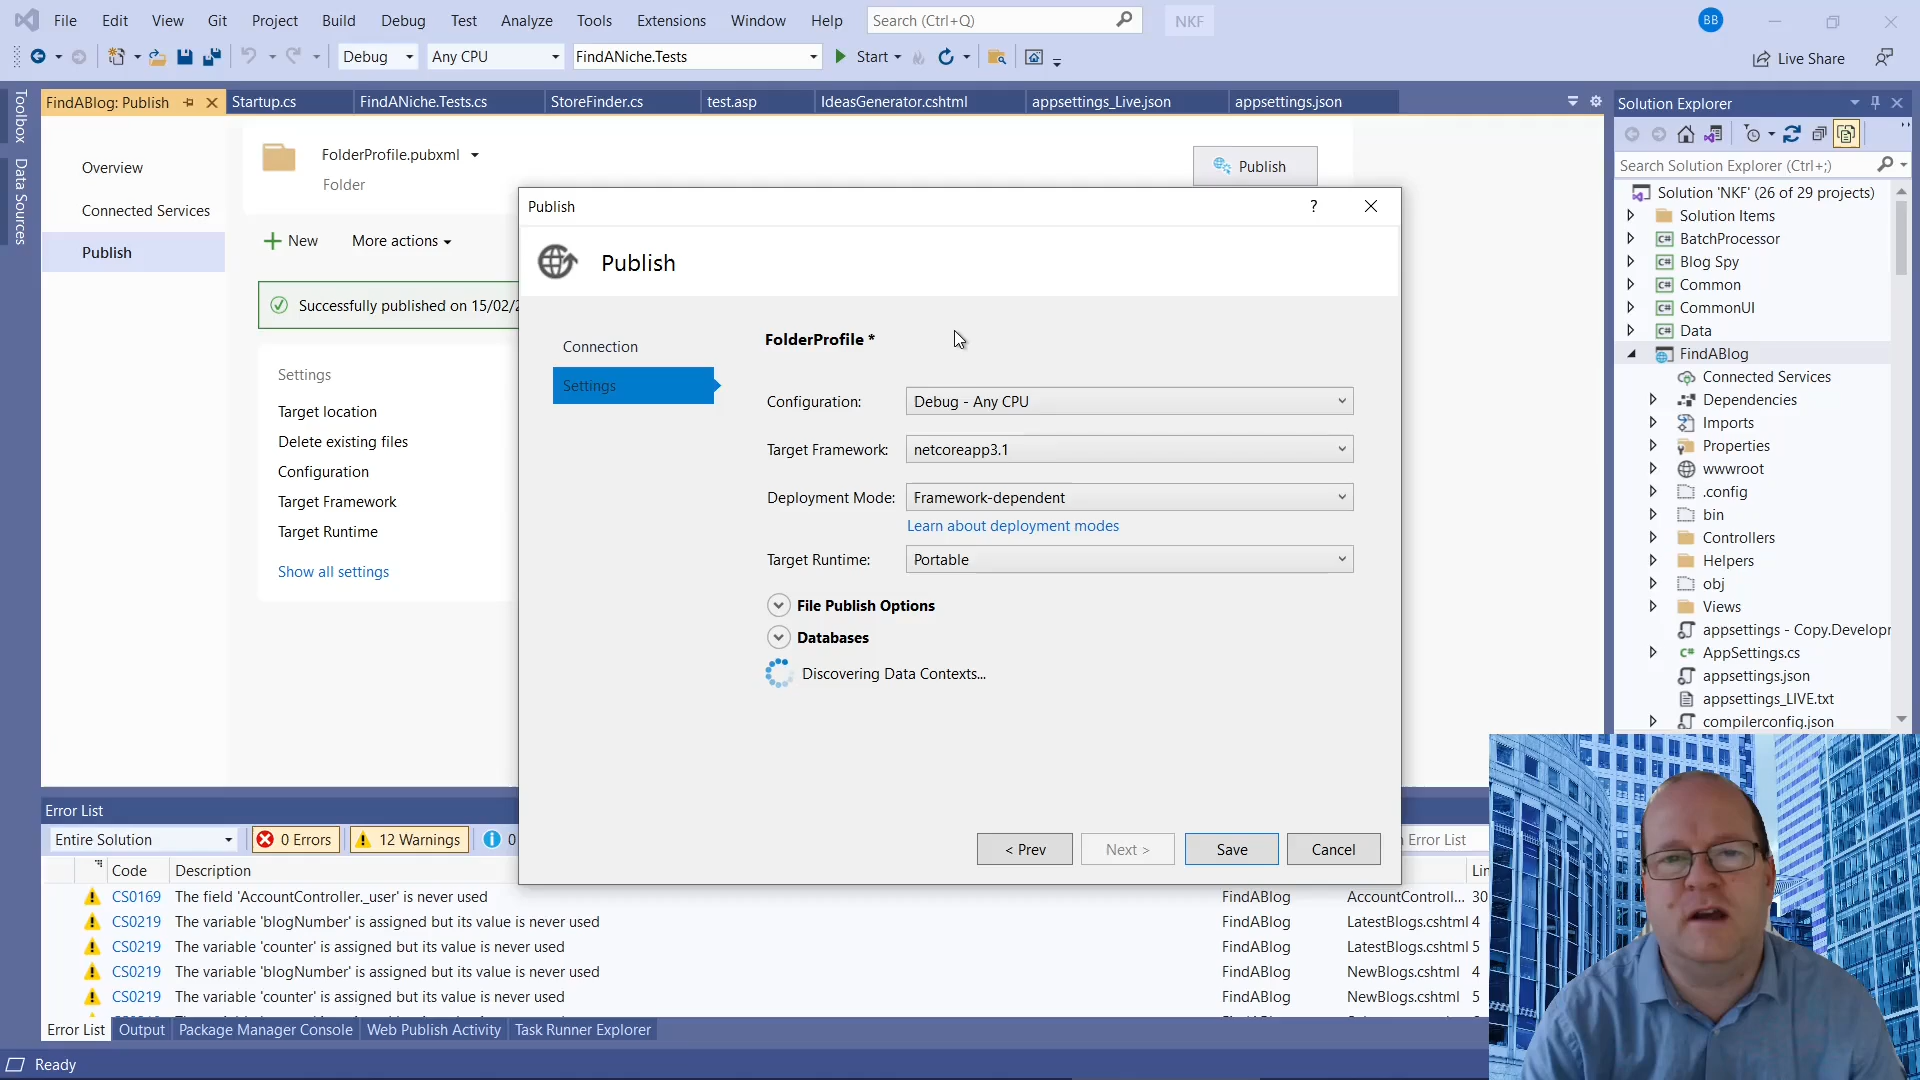 File Edit View Git Project Build Debug Test Analyze Tools Extensions Window Help Search (Ctrl+Q) NKF BB
Debug Any CPU FindANiche.Tests Start Live Share
Toolbox
Data Sources
FindABlog: Publish Startup.cs FindANiche.Tests.cs StoreFinder.cs test.asp IdeasGenerator.cshtml appsettings_Live.json appsettings.json
Overview
Connected Services
Publish
FolderProfile.pubxml
Folder
Publish
New More actions
Successfully published on 15/02/2
Settings
Target location
Delete existing files
Configuration
Target Framework
Target Runtime
Show all settings
Publish ?
Publish
Connection
Settings
FolderProfile *
Configuration: Debug - Any CPU
Target Framework: netcoreapp3.1
Deployment Mode: Framework-dependent
Learn about deployment modes
Target Runtime: Portable
File Publish Options
Databases
Discovering Data Contexts...
< Prev Next > Save Cancel
Solution Explorer
Search Solution Explorer (Ctrl+;)
Solution 'NKF' (26 of 29 projects)
Solution Items
C# BatchProcessor
C# Blog Spy
C# Common
C# CommonUI
C# Data
FindABlog
Connected Services
Dependencies
Imports
Properties
wwwroot
.config
bin
Controllers
Helpers
obj
Views
appsettings - Copy.Develop
C# AppSettings.cs
appsettings.json
appsettings_LIVE.txt
compilerconfig.json
Error List
Entire Solution 0 Errors 12 Warnings 0 Error List
Code Description
CS0169 The field 'AccountController._user' is never used FindABlog AccountControll... 30
CS0219 The variable 'blogNumber' is assigned but its value is never used FindABlog LatestBlogs.cshtml 4
CS0219 The variable 'counter' is assigned but its value is never used FindABlog LatestBlogs.cshtml 5
CS0219 The variable 'blogNumber' is assigned but its value is never used FindABlog NewBlogs.cshtml 4
CS0219 The variable 'counter' is assigned but its value is never used FindABlog NewBlogs.cshtml 5
Error List Output Package Manager Console Web Publish Activity Task Runner Explorer
Ready